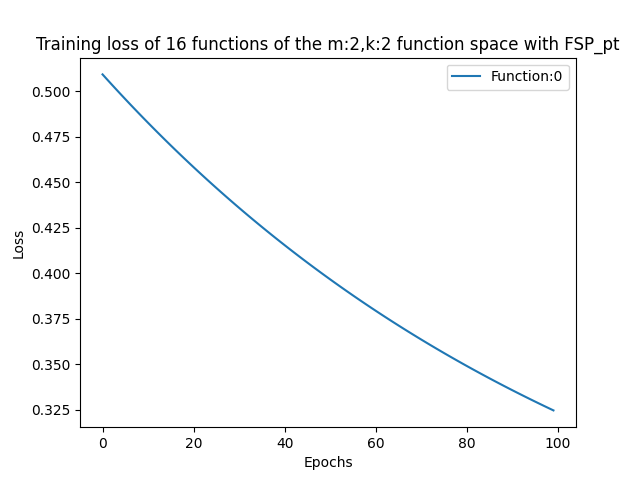 Training loss of 16 functions of the m:2,k:2 function space with FSP_pt
Function:0
0.500
0.475
0.450
0.425
0.400
0.375
0.350
0.325
Loss
0 20 40 60 80 100
Epochs